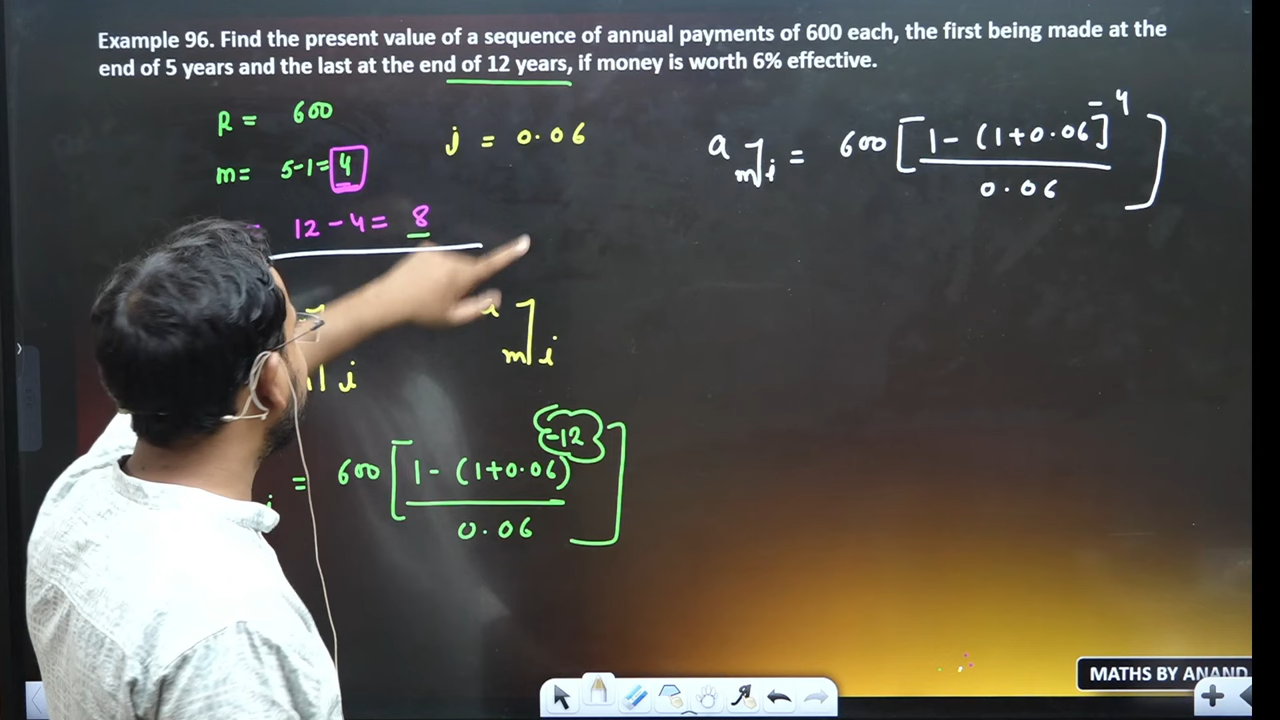 Example 96. Find the present value of a sequence of annual payments of 600 each, the first being made at the
end of 5 years and the last at the end of 12 years, if money is worth 6% effective.
R = 600
j = 0.06
m = 5-1 = 4
12 - 4 = 8
a m⌉ i = 600 [ 1 - (1+0.06]^-4 / 0.06 ]
⌉ i
a m⌉ i
i = 600 [ 1 - (1+0.06)^-12 / 0.06 ]
MATHS BY ANAND